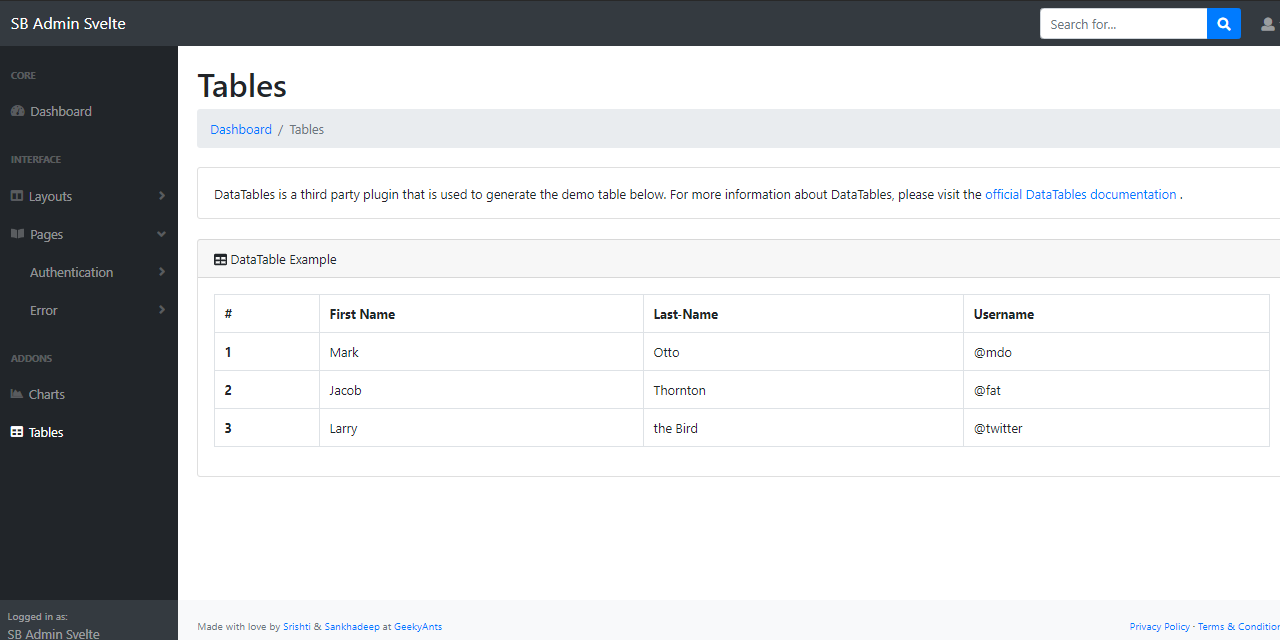 SB Admin Svelte
Search for...
CORE
Dashboard
INTERFACE
Layouts
Pages
Authentication
Error
ADDONS
Charts
Tables
Logged in as:
SB Admin Svelte
Tables
Dashboard / Tables
DataTables is a third party plugin that is used to generate the demo table below. For more information about DataTables, please visit the official DataTables documentation .
DataTable Example
# First Name Last-Name Username
1 Mark Otto @mdo
2 Jacob Thornton @fat
3 Larry the Bird @twitter
Made with love by Srishti & Sankhadeep at GeekyAnts
Privacy Policy · Terms & Condition